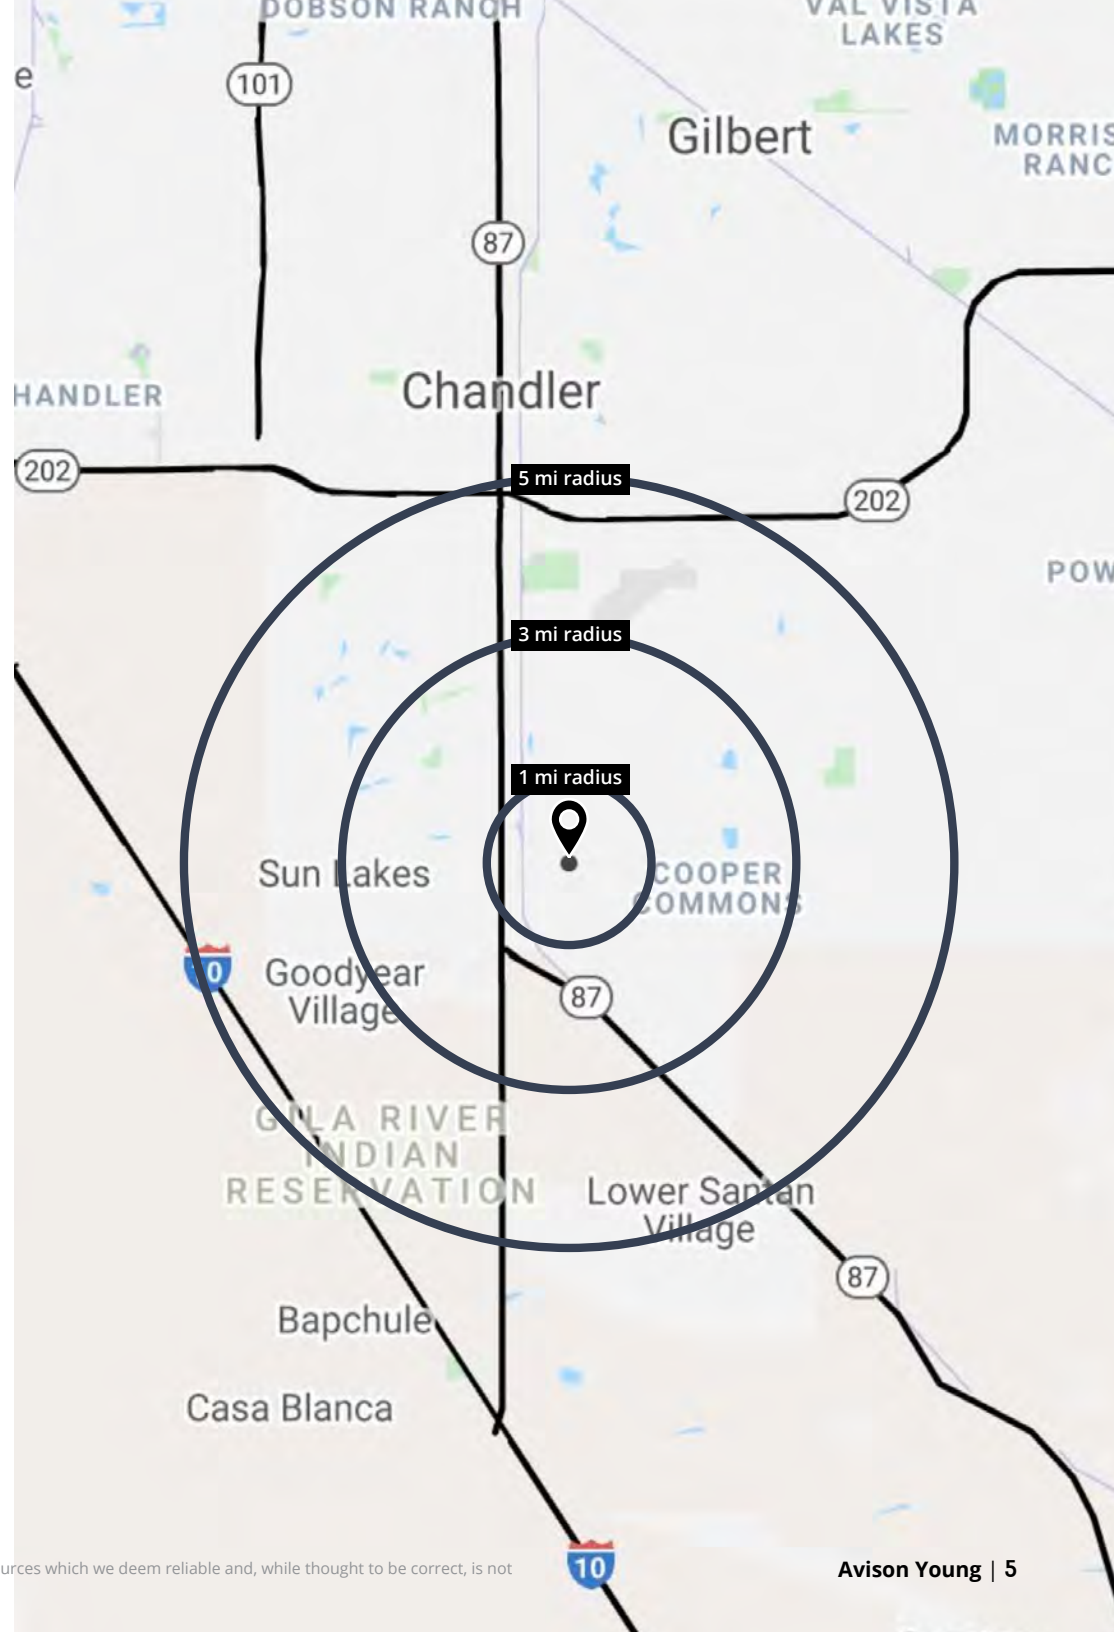 DOBSON RANCH
VAL VISTA
LAKES
e
101
Gilbert
MORRIS
RANC
87
Chandler
HANDLER
202
5 mi radius
202
POW
3 mi radius
1 mi radius
Sun Lakes
COOPER
COMMONS
10
Goodyear
Village
87
GILA RIVER
INDIAN
RESERVATION
Lower Santan
Village
87
Bapchule
Casa Blanca
10
urces which we deem reliable and, while thought to be correct, is not
Avison Young | 5